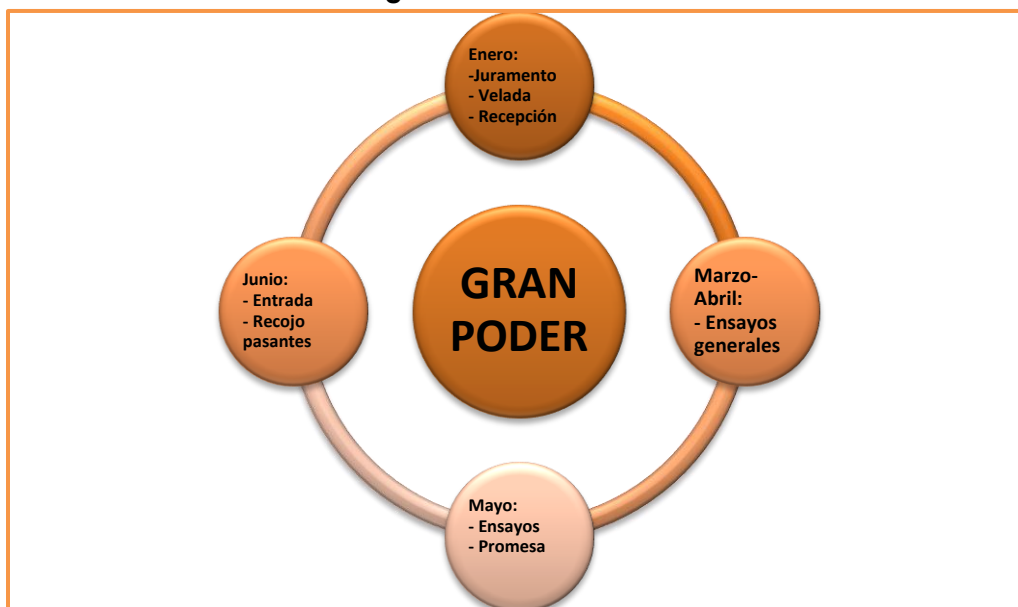 Enero:
-Juramento
- Velada
- Recepción
Marzo-
Abril:
- Ensayos
generales
Mayo:
- Ensayos
- Promesa
Junio:
- Entrada
- Recojo
pasantes
GRAN
PODER